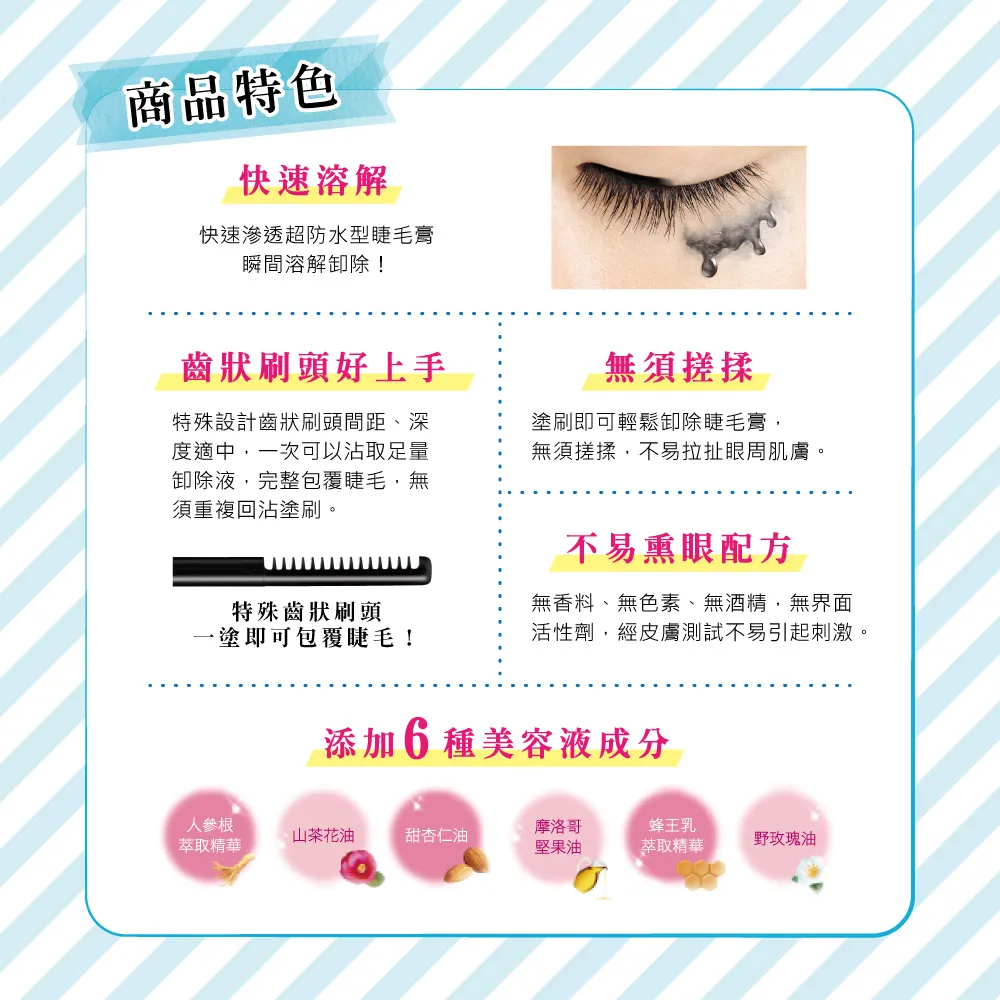 商品特色
快速溶解
快速滲透超防水型睫毛膏
瞬間溶解卸除！
齒狀刷頭好上手
特殊設計齒狀刷頭間距、深
度適中，一次可以沾取足量
卸除液，完整包覆睫毛，無
須重複回沾塗刷。
特殊齒狀刷頭
一塗即可包覆睫毛！
無須搓揉
塗刷即可輕鬆卸除睫毛膏，
無須搓揉，不易拉扯眼周肌膚。
不易熏眼配方
無香料、無色素、無酒精，無界面
活性劑，經皮膚測試不易引起刺激。
添加6種美容液成分
人參根
萃取精華
山茶花油
甜杏仁油
摩洛哥
堅果油
蜂王乳
萃取精華
野玫瑰油